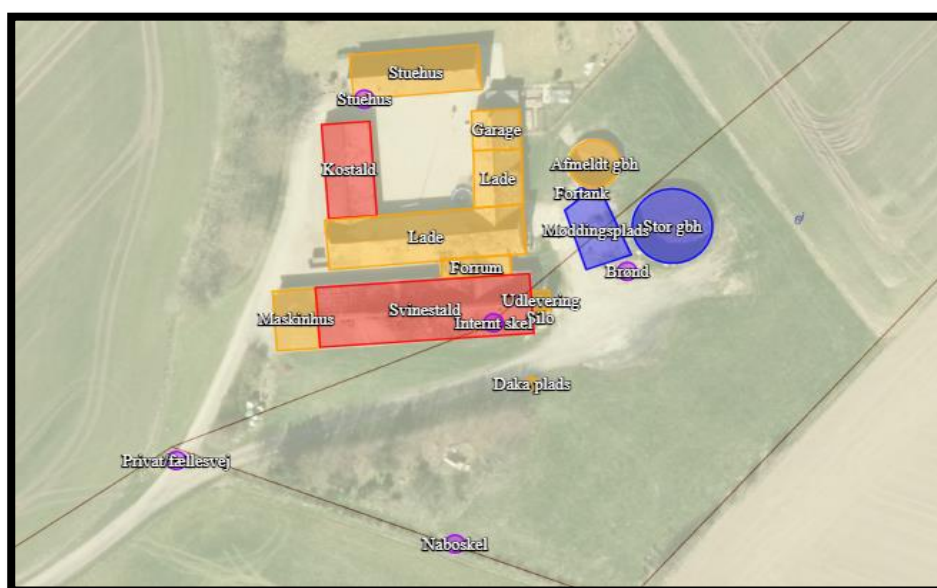 Stuehus
Stuehus
Garage
Kostald
Lade
Afmeldt gbh
Fortank
Møddingsplads
Stor gbh
Lade
Forrum
Brønd
Maskinhus
Svinestald
Udlevering
Silo
Internt skel
Daka plads
Privat fællesvej
Naboskel